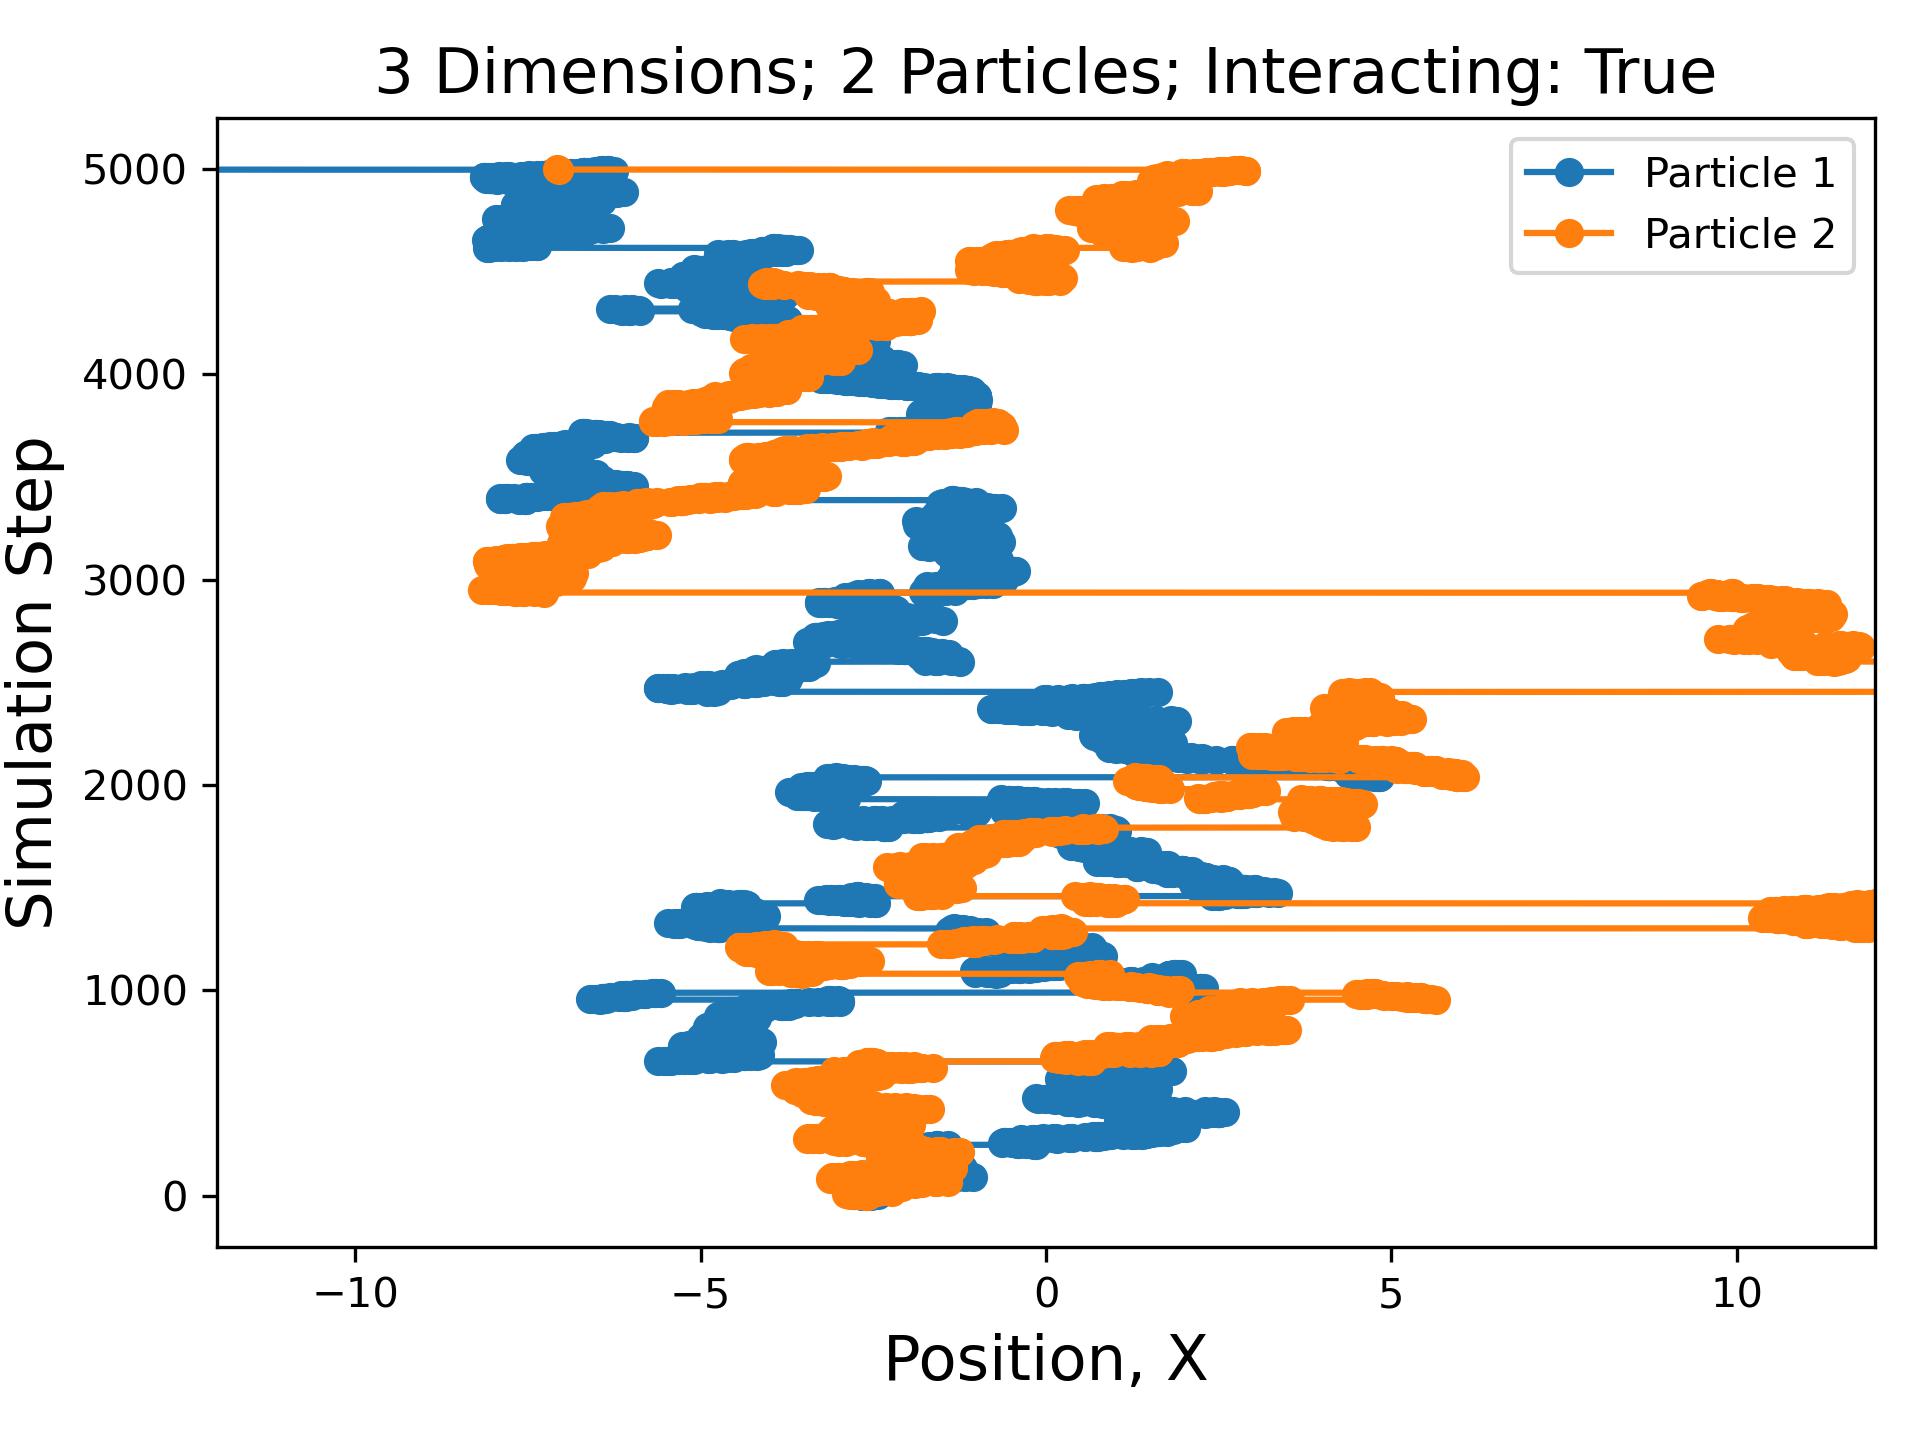 3 Dimensions; 2 Particles; Interacting: True
Particle 1
Particle 2
Simulation Step
5000
4000
3000
2000
1000
0
−10
−5
0
5
10
Position, X